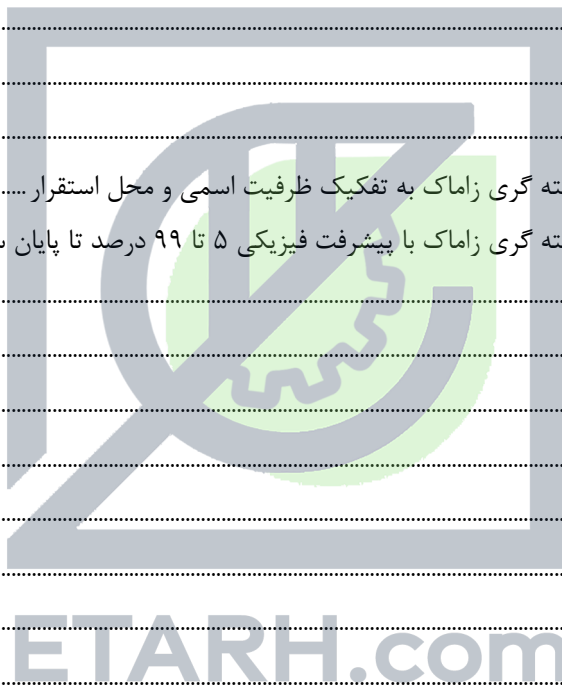 ته گری زاماک به تفکیک ظرفیت اسمی و محل استقرار .....
ته گری زاماک با پیشرفت فیزیکی ۵ تا ۹۹ درصد تا پایان
ETARH.com